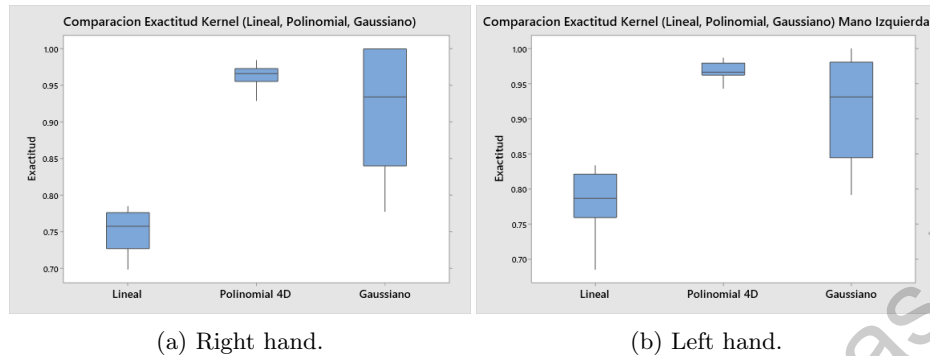 Comparacion Exactitud Kernel (Lineal, Polinomial, Gaussiano)
Exactitud
1.00
0.95
0.90
0.85
0.80
0.75
0.70
Lineal Polinomial 4D Gaussiano
(a) Right hand.
Comparacion Exactitud Kernel (Lineal, Polinomial, Gaussiano) Mano Izquierda
Exactitud
1.00
0.95
0.90
0.85
0.80
0.75
0.70
Lineal Polinomial 4D Gaussiano
(b) Left hand.
as